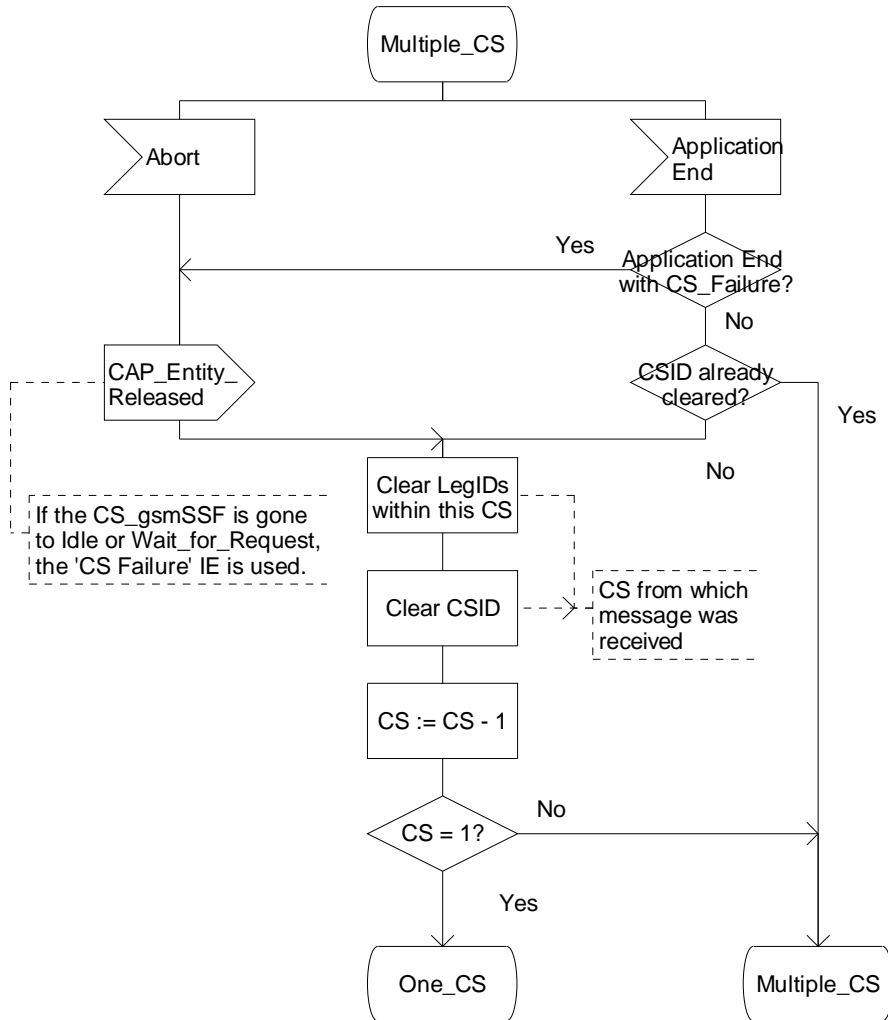 Multiple_CS
Abort
Application
End
Yes
Application End
with CS_Failure?
No
CAP_Entity_
Released
CSID already
cleared?
Yes
No
Clear LegIDs
within this CS
If the CS_gsmSSF is gone
to Idle or Wait_for_Request,
the 'CS Failure' IE is used.
Clear CSID
CS from which
message was
received
CS := CS - 1
CS = 1?
No
Yes
One_CS
Multiple_CS